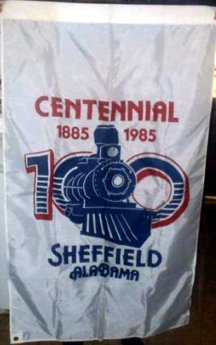 CENTENNIAL
1885 1985
100
SHEFFIELD
ALABAMA